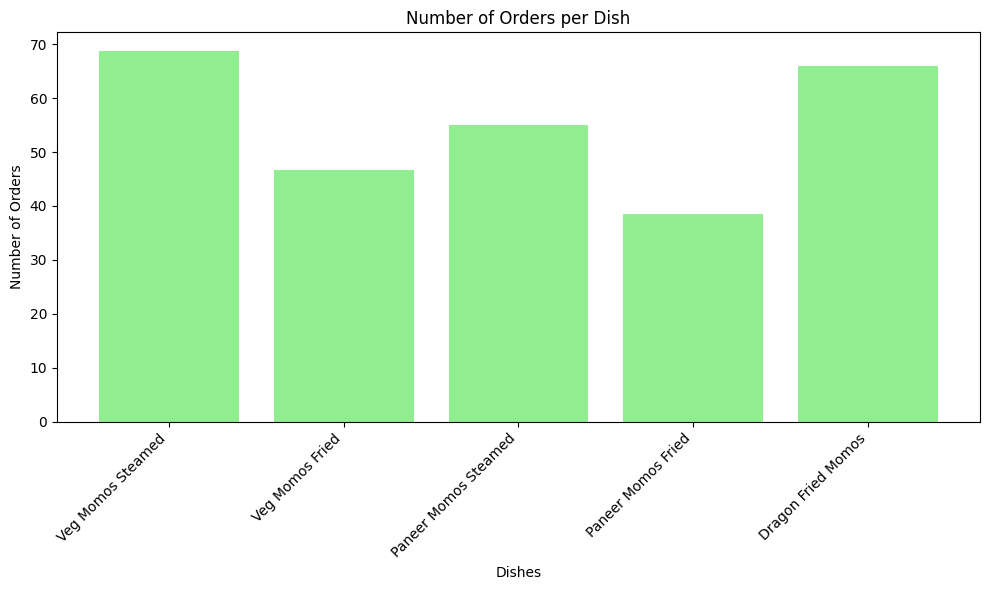 Number of Orders per Dish
Number of Orders
70
60
50
40
30
20
10
0
Veg Momos Steamed
Veg Momos Fried
Paneer Momos Steamed
Paneer Momos Fried
Dragon Fried Momos
Dishes